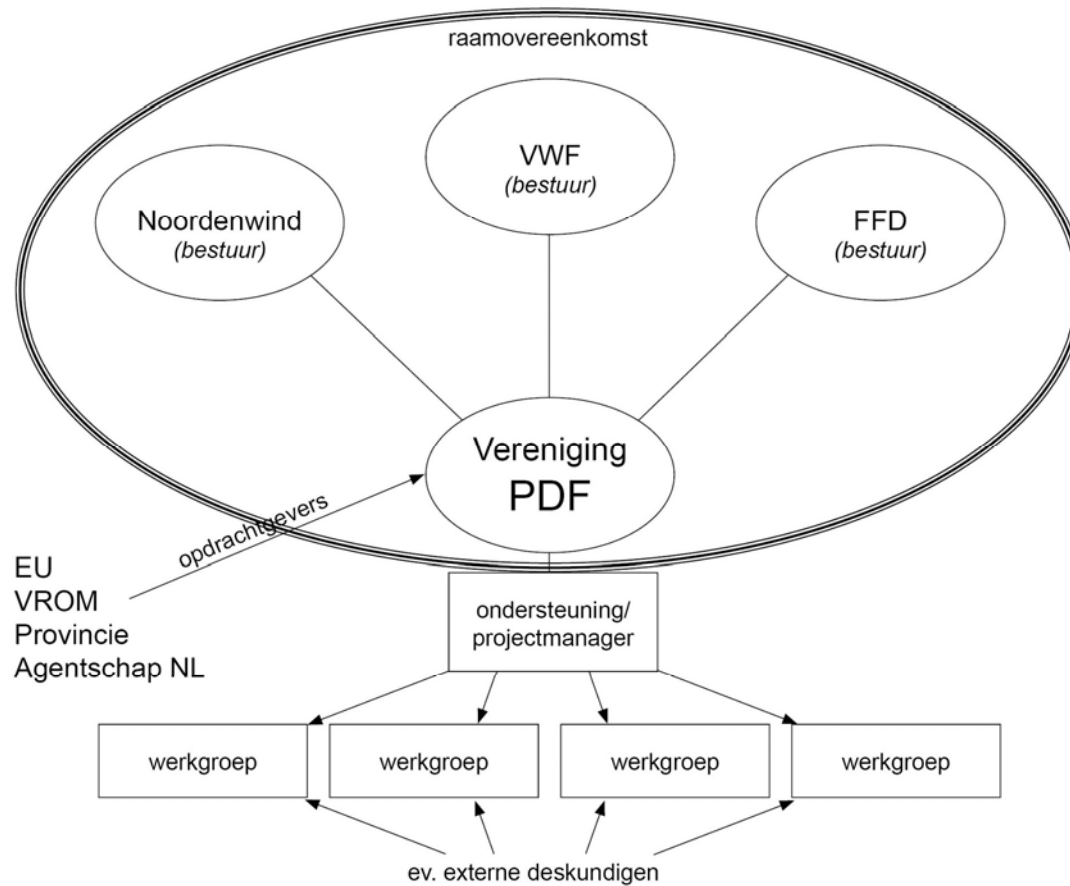 raamovereenkomst
VWF
(bestuur)
Noordenwind
(bestuur)
FFD
(bestuur)
Vereniging
PDF
opdrachtgevers
EU
VROM
Provincie
Agentschap NL
ondersteuning/
projectmanager
werkgroep
werkgroep
werkgroep
werkgroep
ev. externe deskundigen